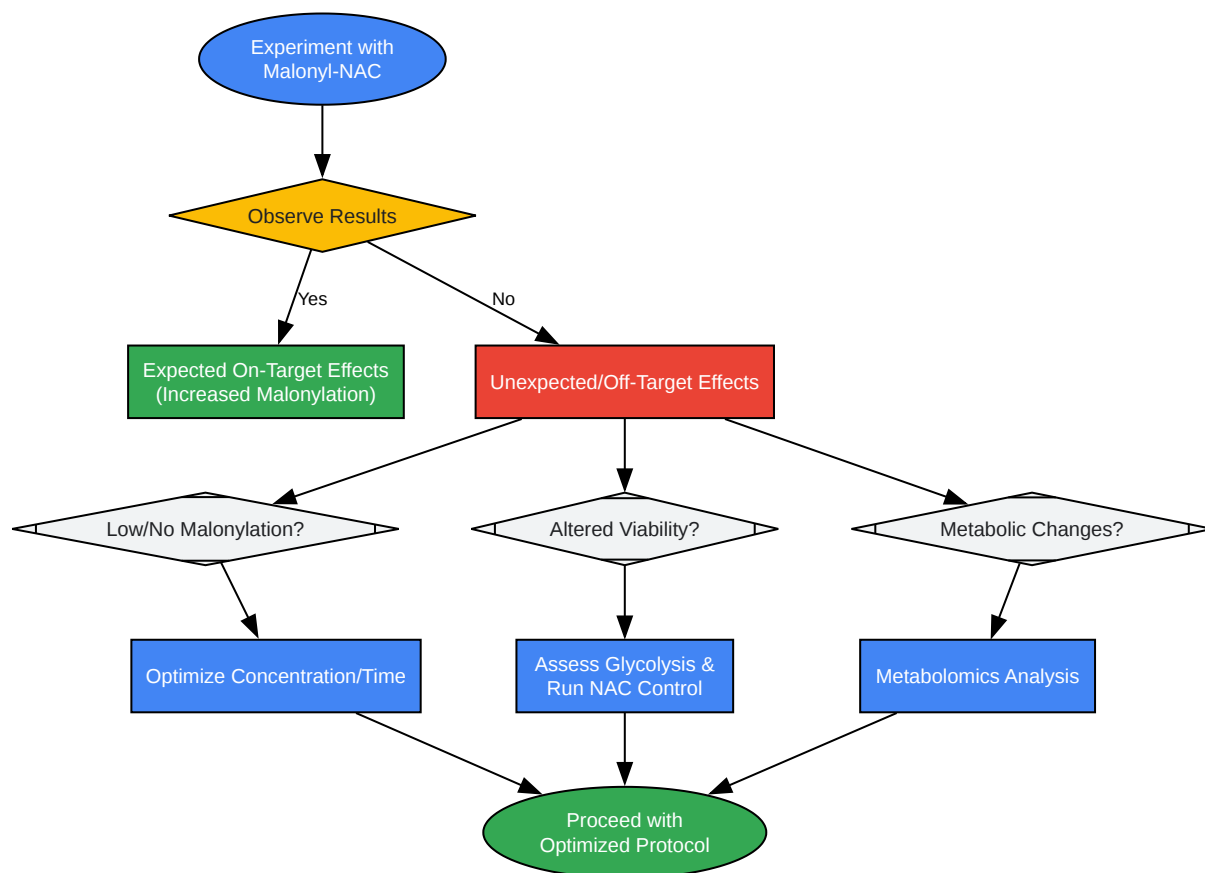 Experiment with
Malonyl-NAC
Observe Results
Yes
No
Expected On-Target Effects
(Increased Malonylation)
Unexpected/Off-Target Effects
Low/No Malonylation?
Altered Viability?
Metabolic Changes?
Optimize Concentration/Time
Assess Glycolysis &
Run NAC Control
Metabolomics Analysis
Proceed with
Optimized Protocol